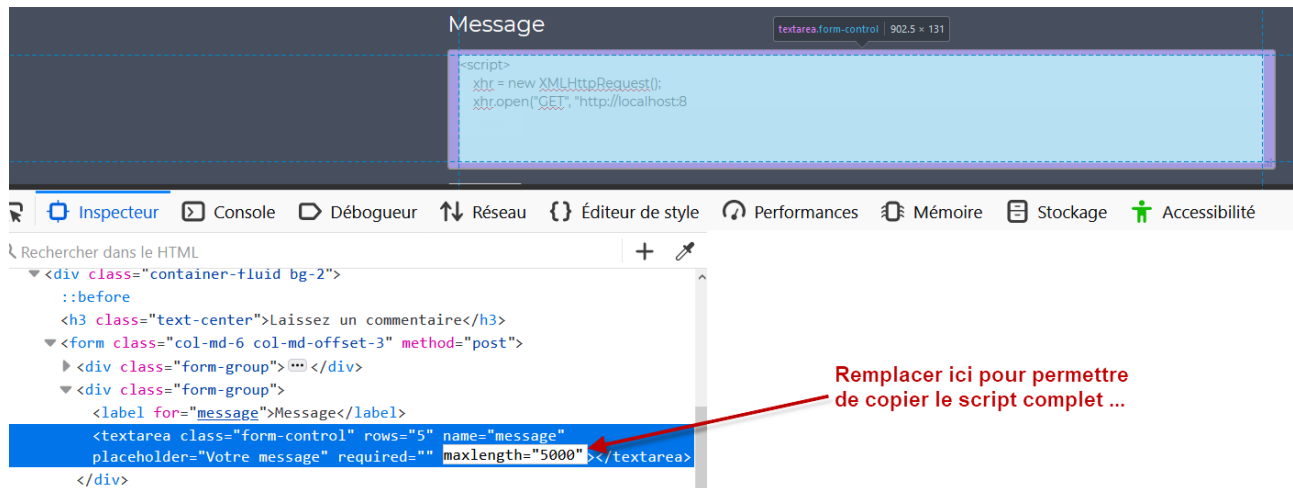 Message
textarea.form-control | 902.5 × 131
<script>
xhr = new XMLHttpRequest();
xhr.open("GET", "http://localhost:8
Inspecteur Console Débogueur Réseau {} Éditeur de style Performances Mémoire Stockage Accessibilité
Rechercher dans le HTML
<div class="container-fluid bg-2">
::before
<h3 class="text-center">Laissez un commentaire</h3>
<form class="col-md-6 col-md-offset-3" method="post">
<div class="form-group">⋯</div>
<div class="form-group">
<label for="message">Message</label>
<textarea class="form-control" rows="5" name="message"
placeholder="Votre message" required="" maxlength="5000"></textarea>
</div>
Remplacer ici pour permettre
de copier le script complet ...